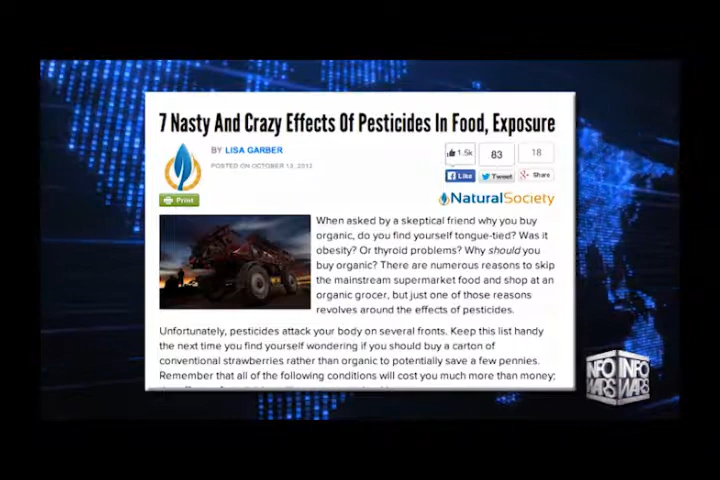 7 Nasty And Crazy Effects Of Pesticides In Food, Exposure
BY LISA GARBER
POSTED ON OCTOBER 13, 2012
1.5k
83
18
Like
Tweet
Share
Print
NaturalSociety
When asked by a skeptical friend why you buy
organic, do you find yourself tongue-tied? Was it
obesity? Or thyroid problems? Why should you
buy organic? There are numerous reasons to skip
the mainstream supermarket food and shop at an
organic grocer, but just one of those reasons
revolves around the effects of pesticides.
Unfortunately, pesticides attack your body on several fronts. Keep this list handy
the next time you find yourself wondering if you should buy a carton of
conventional strawberries rather than organic to potentially save a few pennies.
Remember that all of the following conditions will cost you much more than money;
INFO WARS
INFO WARS